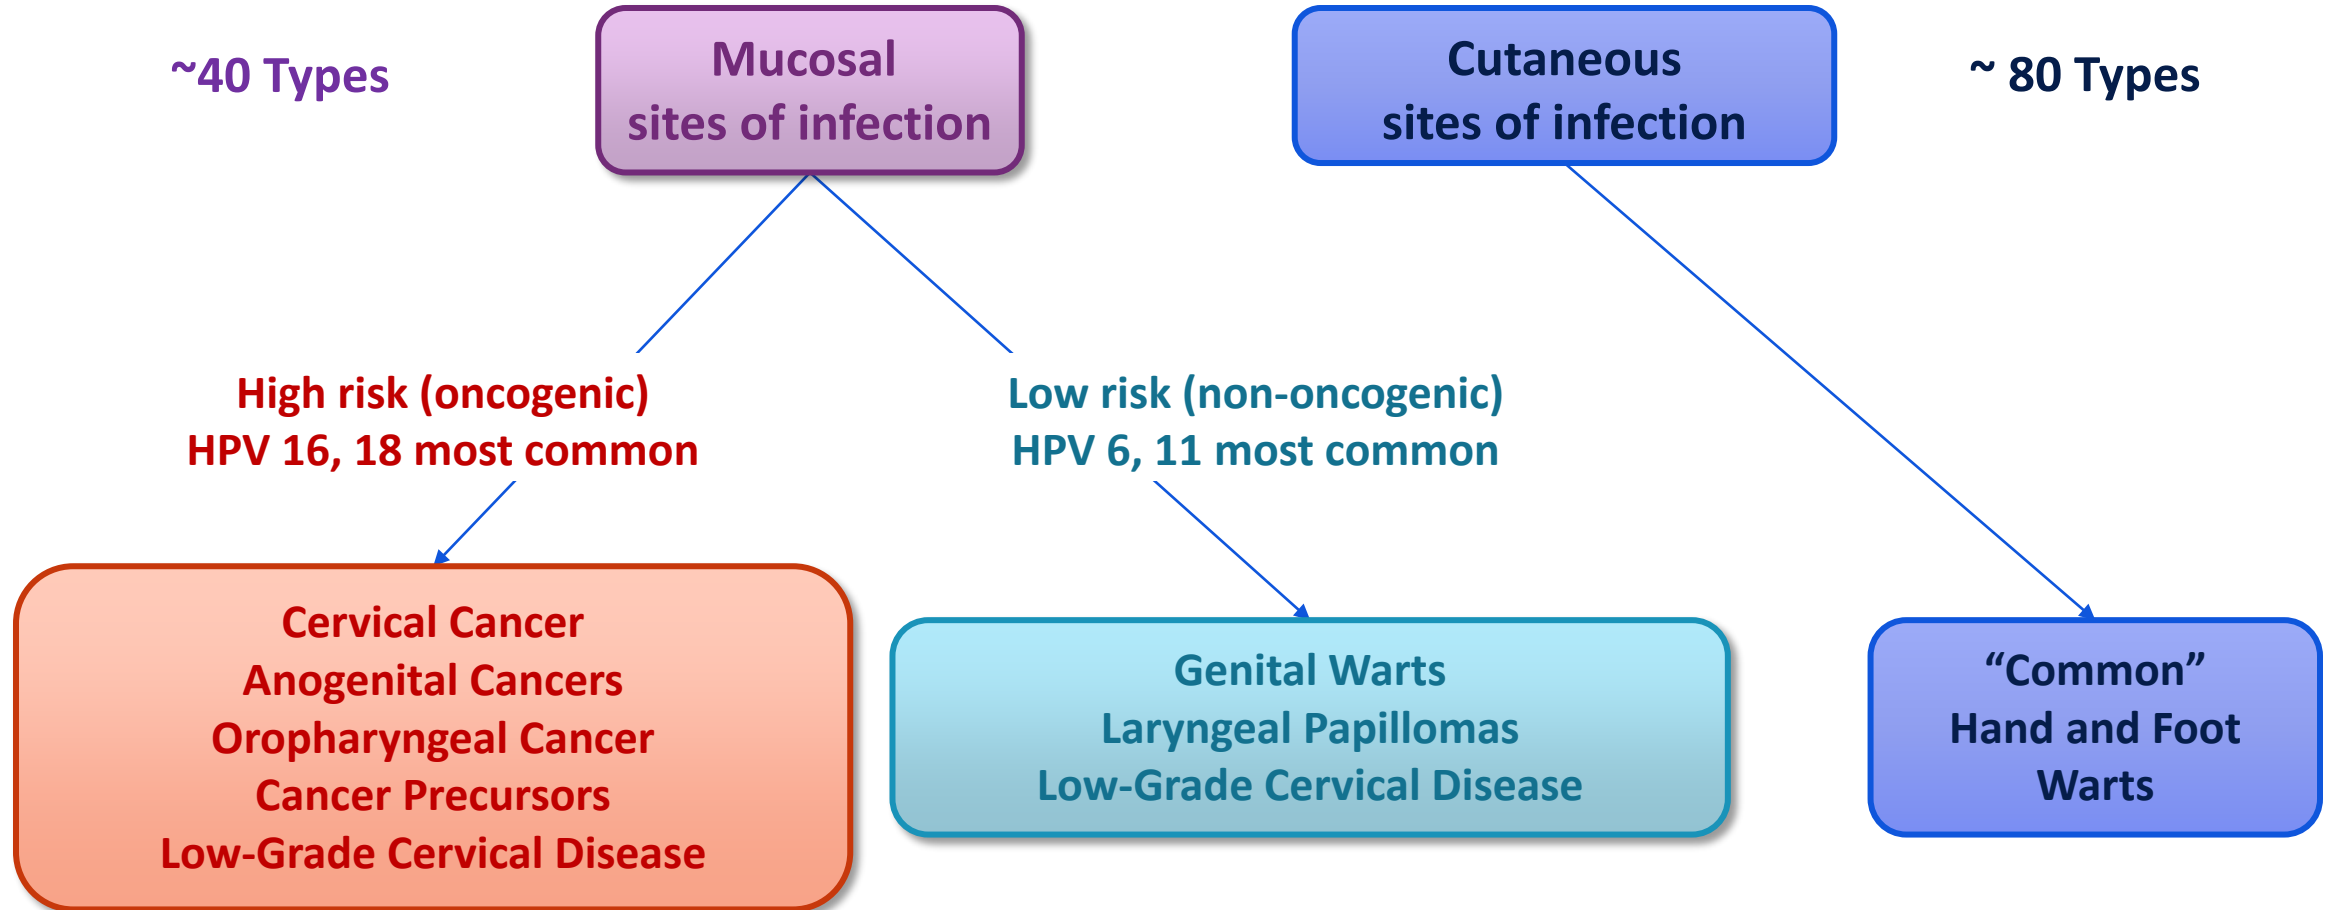 ~40 Types
Mucosal
sites of infection
Cutaneous
sites of infection
~ 80 Types
High risk (oncogenic)
HPV 16, 18 most common
Low risk (non-oncogenic)
HPV 6, 11 most common
Cervical Cancer
Anogenital Cancers
Oropharyngeal Cancer
Cancer Precursors
Low-Grade Cervical Disease
Genital Warts
Laryngeal Papillomas
Low-Grade Cervical Disease
“Common”
Hand and Foot
Warts